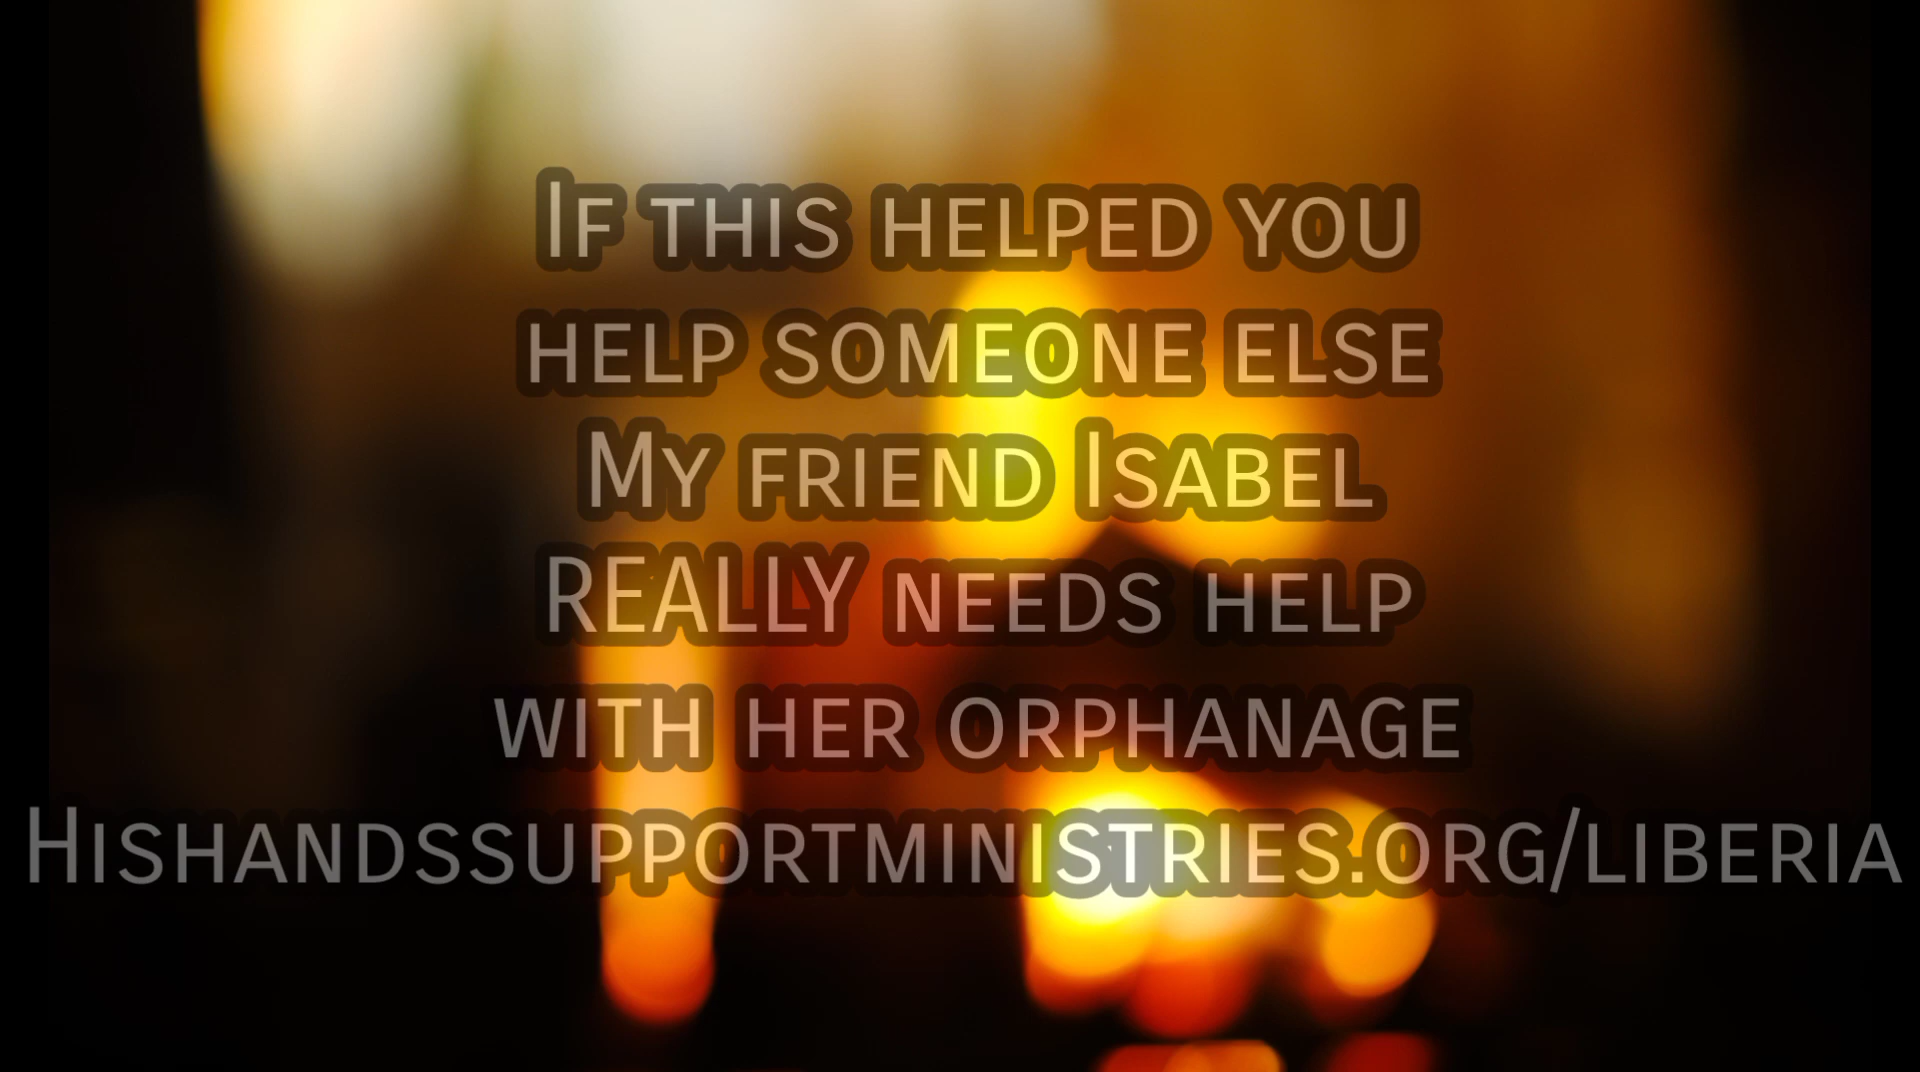 If this helped you
help someone else
My friend Isabel
REALLY needs help
with her orphanage
Hishandssupportministries.org/liberia